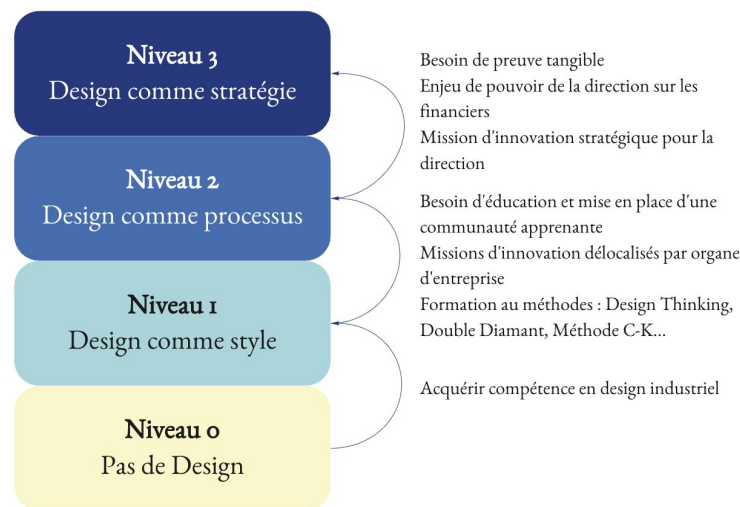 Niveau 3
Design comme stratégie
Besoin de preuve tangible
Enjeu de pouvoir de la direction sur les
financiers
Mission d'innovation stratégique pour la
direction
Niveau 2
Design comme processus
Besoin d'éducation et mise en place d'une
communauté apprenante
Missions d'innovation délocalisés par organe
d'entreprise
Formation au méthodes : Design Thinking,
Double Diamant, Méthode C-K...
Niveau 1
Design comme style
Acquérir compétence en design industriel
Niveau 0
Pas de Design